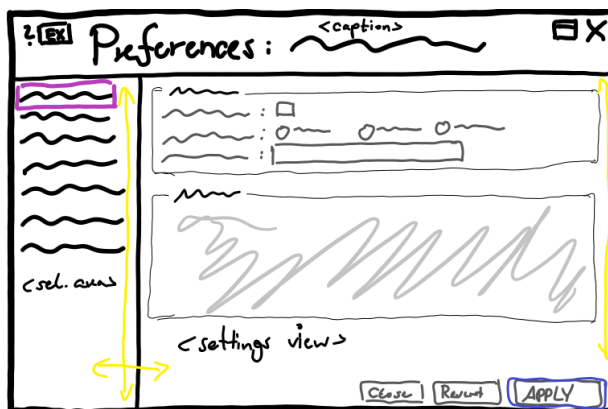 ? EX Preferences: <caption>
<sel. area>
<settings view>
Close Revert APPLY